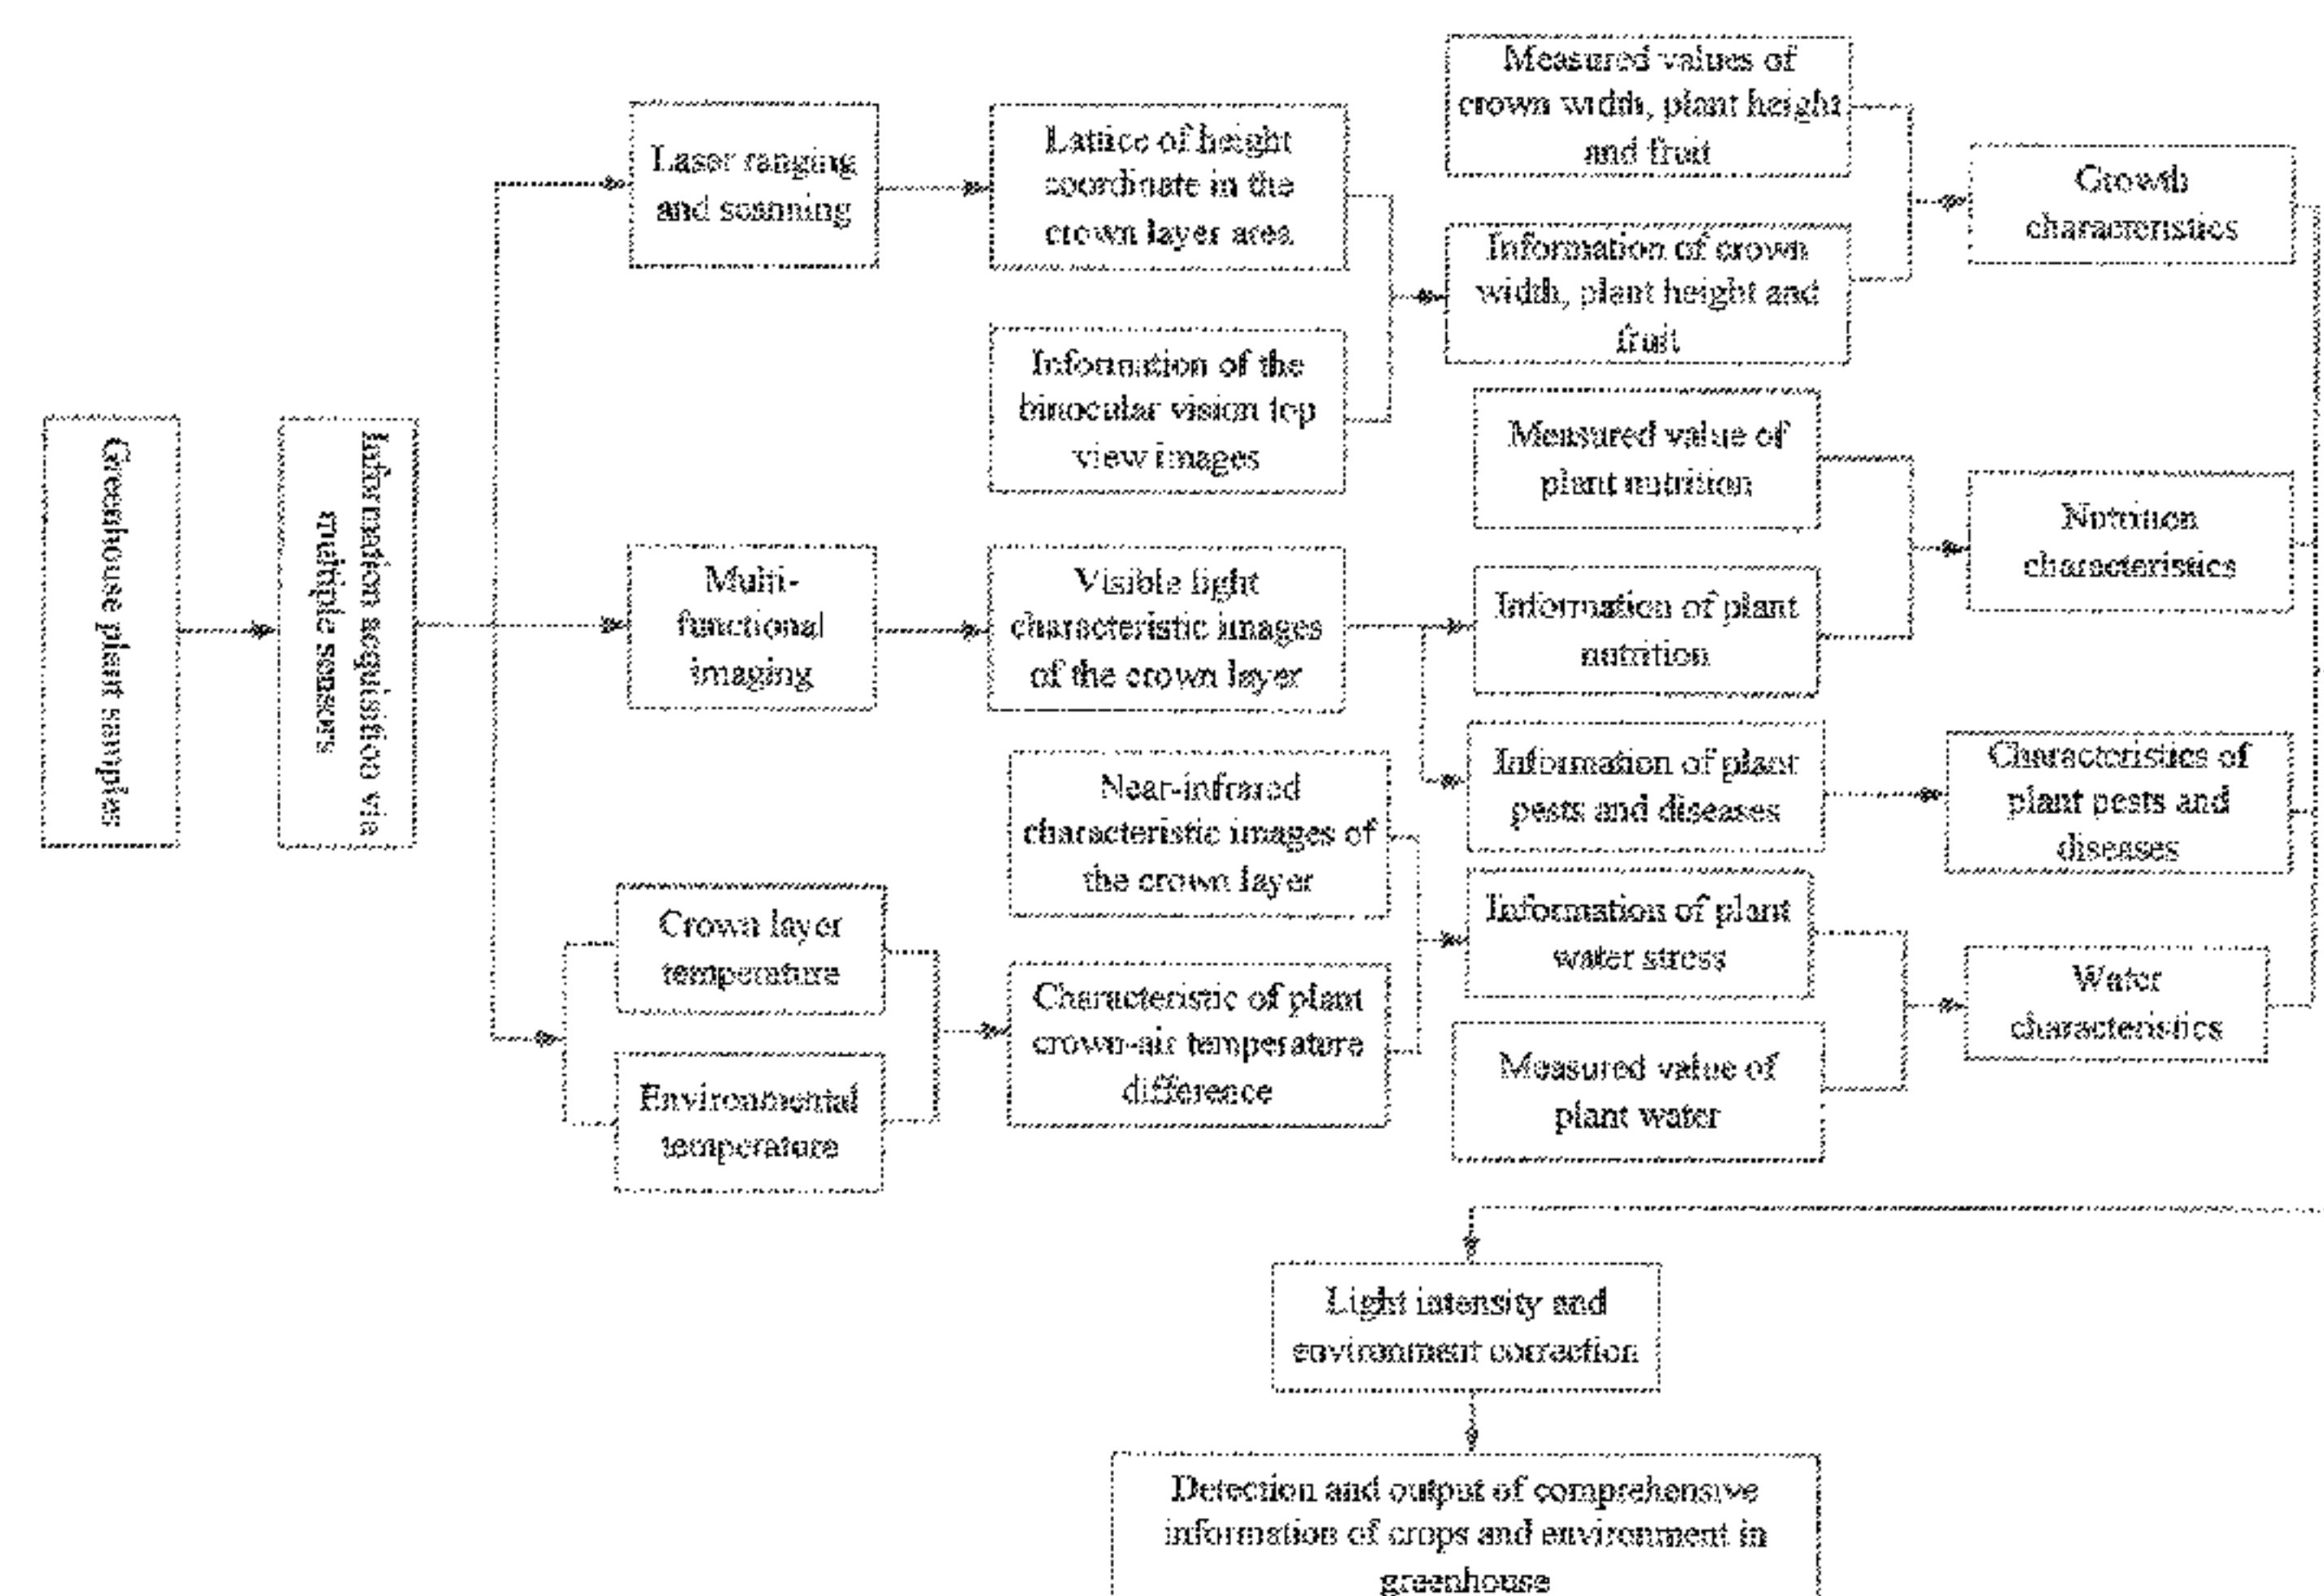 Greenhouse plant samples
Information acquisition via
multiple sensors
Laser ranging
and scanning
Lattice of height
coordinate in the
crown layer area
Information of the
binocular vision top
view images
Measured values of
crown width, plant height
and fruit
Information of crown
width, plant height and
fruit
Growth
characteristics
Multi-
functional
imaging
Visible light
characteristic images
of the crown layer
Measured value of
plant nutrition
Information of plant
nutrition
Nutrition
characteristics
Information of plant
pests and diseases
Characteristics of
plant pests and
diseases
Near-infrared
characteristic images of
the crown layer
Crown layer
temperature
Environmental
temperature
Characteristic of plant
crown-air temperature
difference
Information of plant
water stress
Measured value of
plant water
Water
characteristics
Light intensity and
environment correction
Detection and output of comprehensive
information of crops and environment in
greenhouse